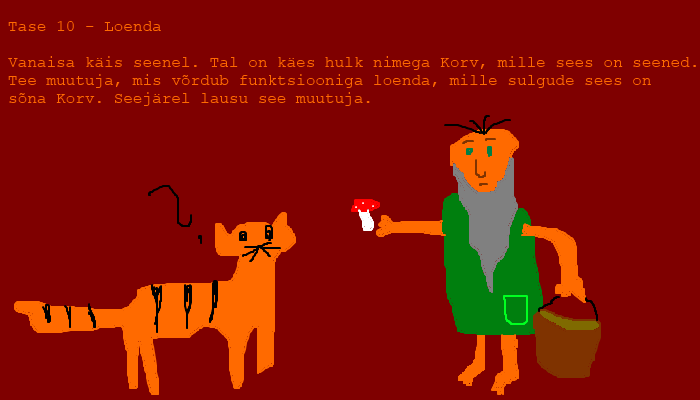 Tase 10 - Loenda
Vanaisa käis seenel. Tal on käes hulk nimega Korv, mille sees on seened.
Tee muutuja, mis võrdub funktsiooniga loenda, mille sulgude sees on
sõna Korv. Seejärel lausu see muutuja.